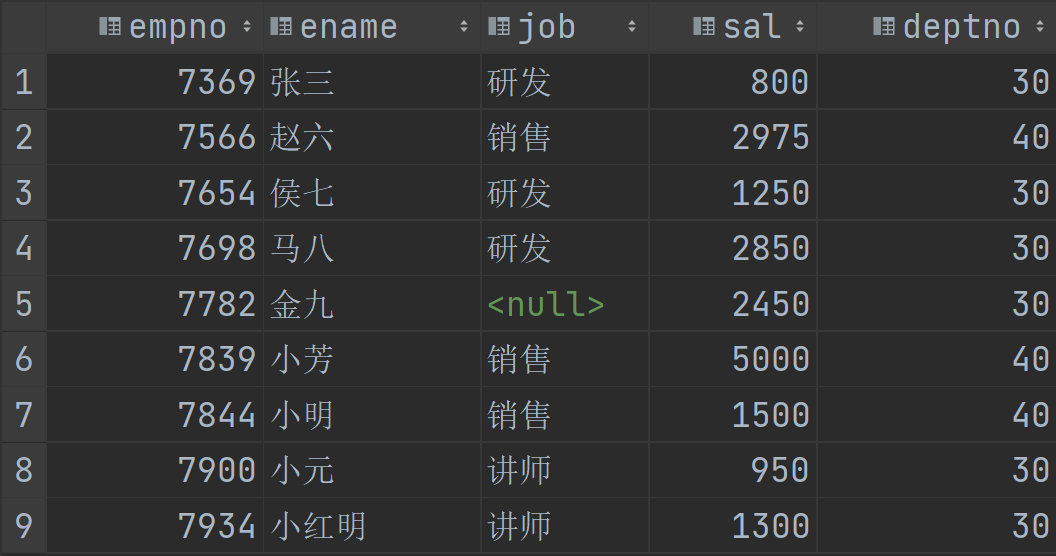 empno ename job sal deptno
1 7369 张三 研发 800 30
2 7566 赵六 销售 2975 40
3 7654 侯七 研发 1250 30
4 7698 马八 研发 2850 30
5 7782 金九 <null> 2450 30
6 7839 小芳 销售 5000 40
7 7844 小明 销售 1500 40
8 7900 小元 讲师 950 30
9 7934 小红明 讲师 1300 30